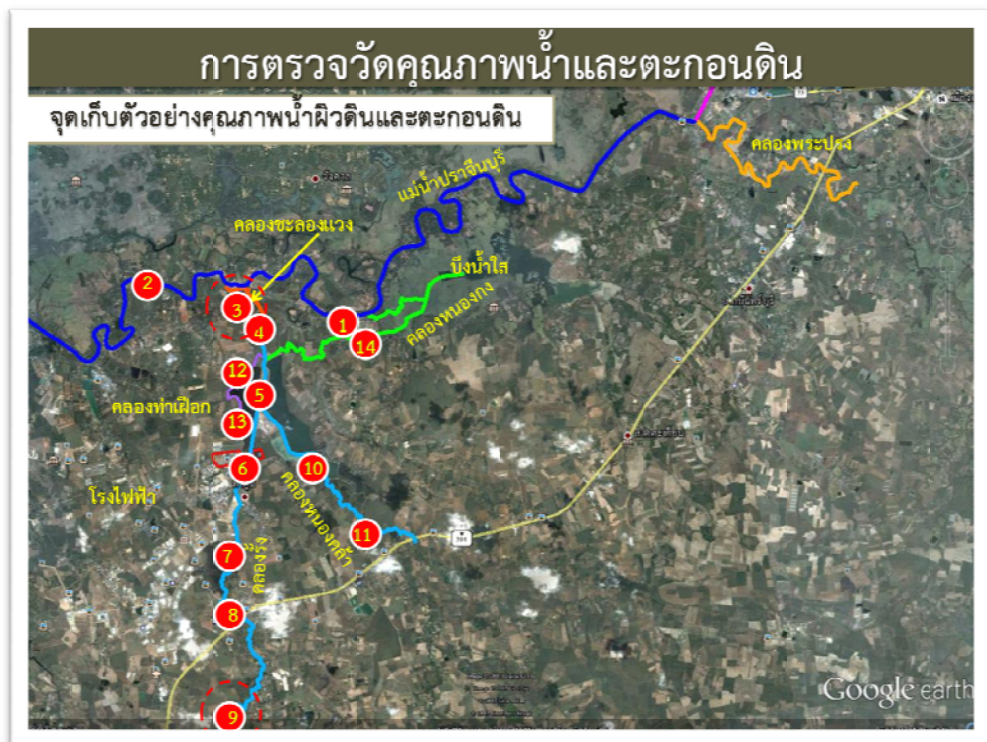 การตรวจวัดคุณภาพน้ำและตะกอนดิน
จุดเก็บตัวอย่างคุณภาพน้ำผิวดินและตะกอนดิน
คลองพระปรง
แม่น้ำปราจีนบุรี
คลองชะลองแวง
บึงน้ำใส
2
3
4
1
14
คลองหนองกง
12
5
คลองท่าเฝือก
13
6
10
คลองหนองคล้า
โรงไฟฟ้า
11
7
คลองรั้ง
8
9
Google earth